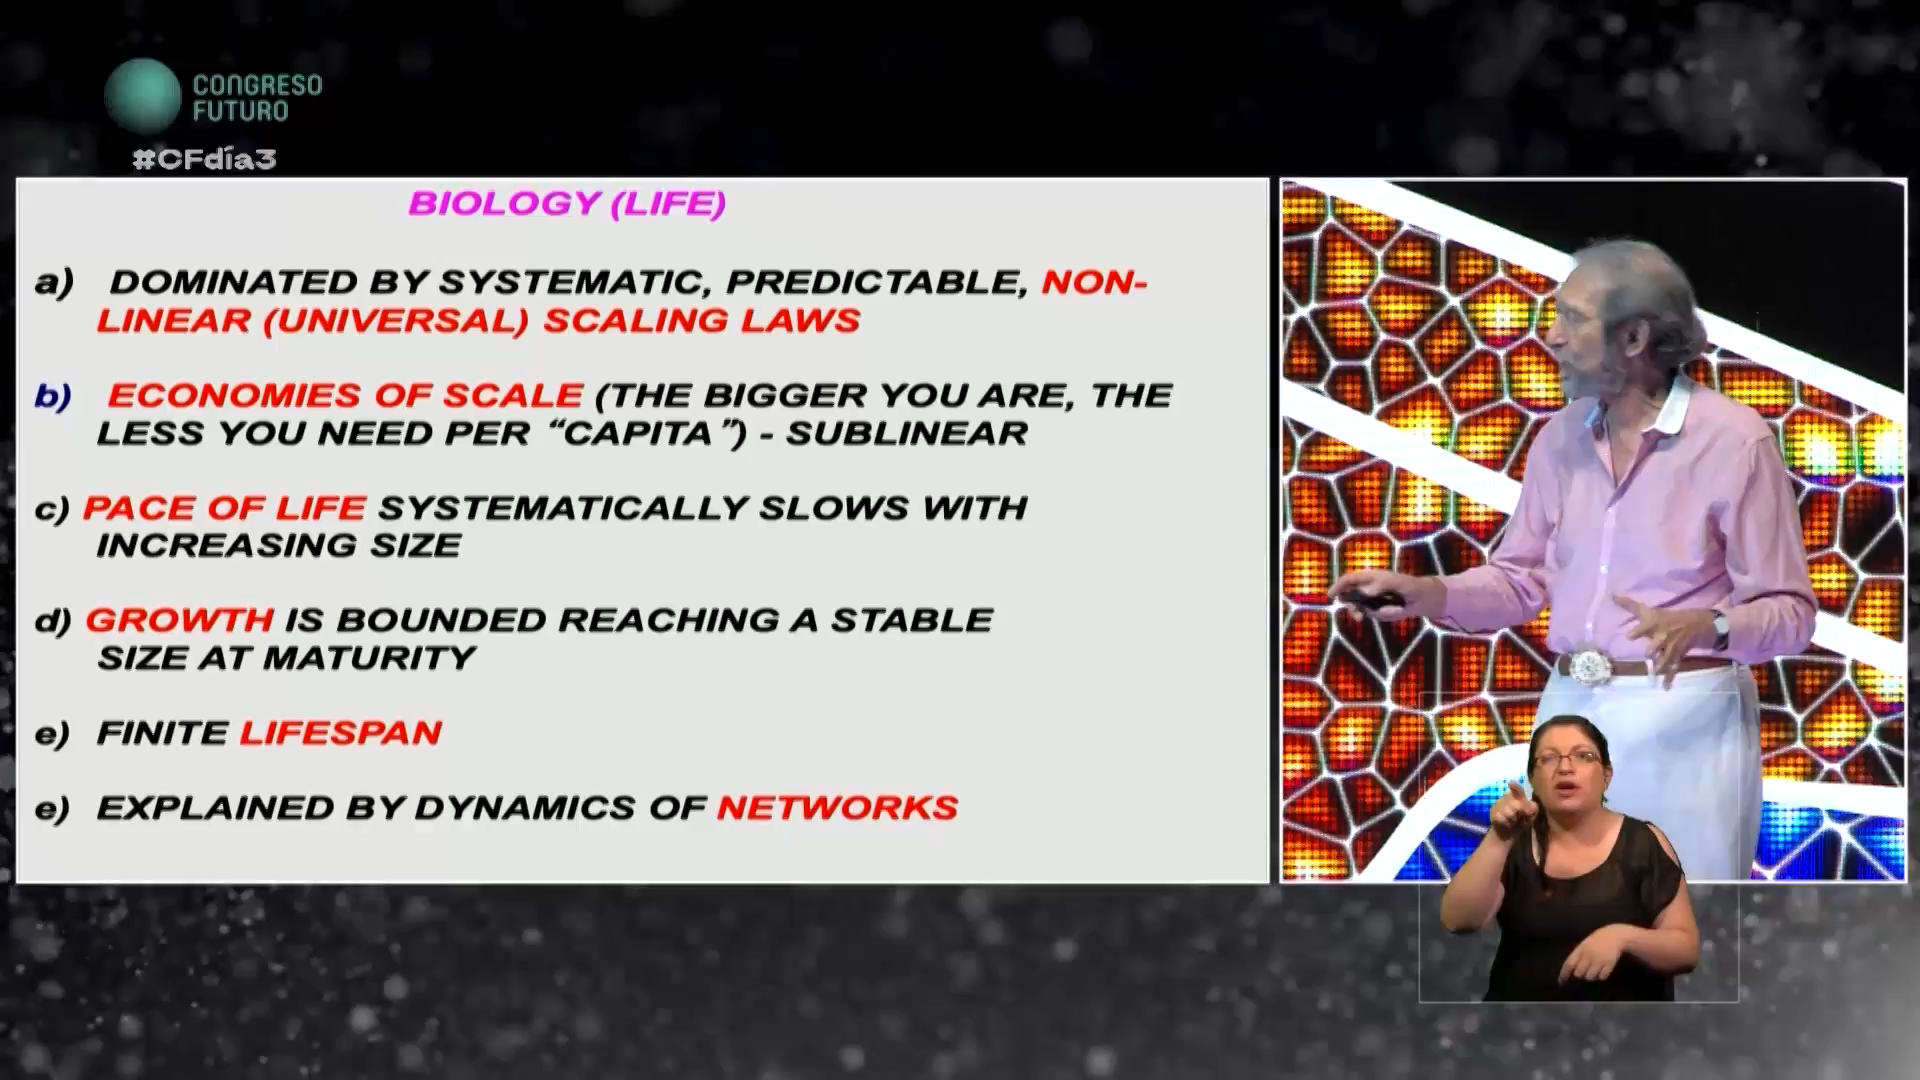 CONGRESO
FUTURO
#CFdía3
BIOLOGY (LIFE)
a) DOMINATED BY SYSTEMATIC, PREDICTABLE, NON-
LINEAR (UNIVERSAL) SCALING LAWS
b) ECONOMIES OF SCALE (THE BIGGER YOU ARE, THE
LESS YOU NEED PER “CAPITA”) - SUBLINEAR
c) PACE OF LIFE SYSTEMATICALLY SLOWS WITH
INCREASING SIZE
d) GROWTH IS BOUNDED REACHING A STABLE
SIZE AT MATURITY
e) FINITE LIFESPAN
e) EXPLAINED BY DYNAMICS OF NETWORKS